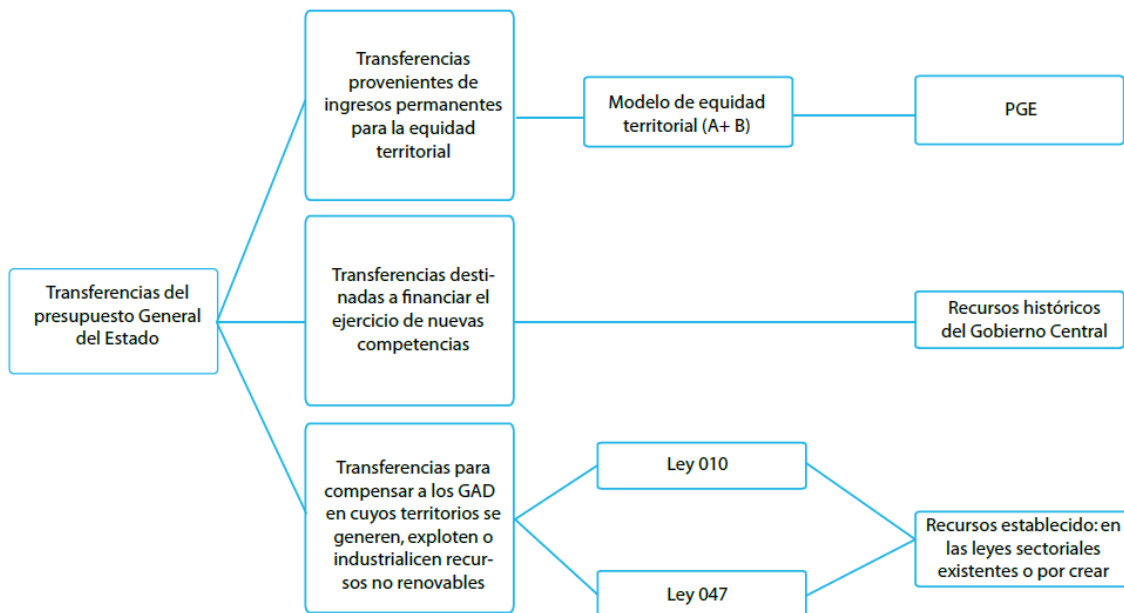 Transferencias del
presupuesto General
del Estado
Transferencias
provenientes de
ingresos permanentes
para la equidad
territorial
Modelo de equidad
territorial (A+ B)
PGE
Transferencias desti-
nadas a financiar el
ejercicio de nuevas
competencias
Recursos históricos
del Gobierno Central
Transferencias para
compensar a los GAD
en cuyos territorios se
generen, exploten o
industrialicen recur-
sos no renovables
Ley 010
Ley 047
Recursos establecido: en
las leyes sectoriales
existentes o por crear